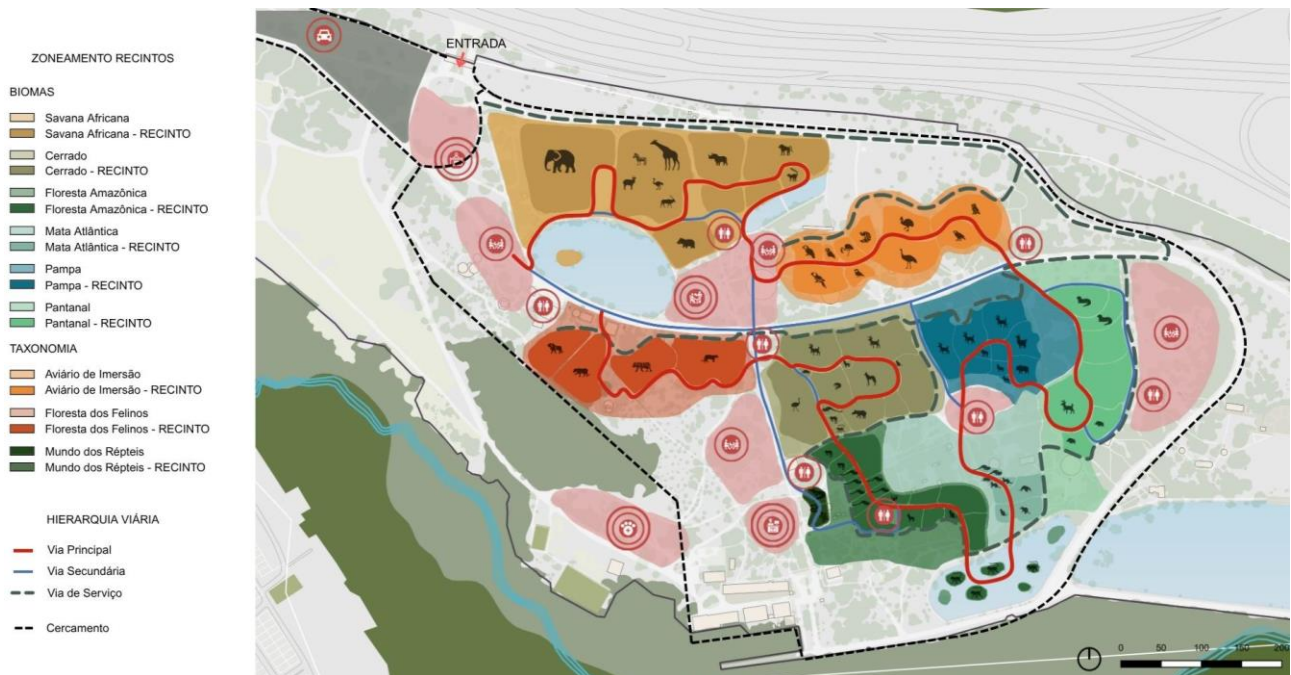 ZONEAMENTO RECINTOS
BIOMAS
Savana Africana
Savana Africana - RECINTO
Cerrado
Cerrado - RECINTO
Floresta Amazônica
Floresta Amazônica - RECINTO
Mata Atlântica
Mata Atlântica - RECINTO
Pampa
Pampa - RECINTO
Pantanal
Pantanal - RECINTO
TAXONOMIA
Aviário de Imersão
Aviário de Imersão - RECINTO
Floresta dos Felinos
Floresta dos Felinos - RECINTO
Mundo dos Répteis
Mundo dos Répteis - RECINTO
HIERARQUIA VIÁRIA
Via Principal
Via Secundária
Via de Serviço
Cercamento
ENTRADA
0 50 100 150 200